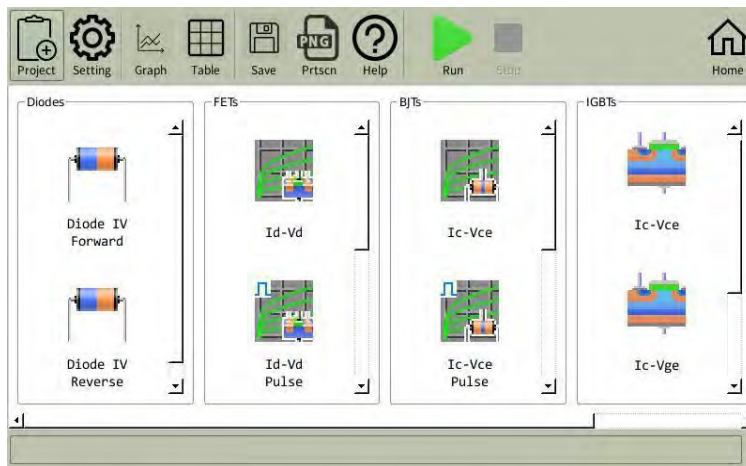 PNG
Project Setting Graph Table Save Prtscn Help Run Stop Home
Diodes FETs BJTs IGBTs
Diode IV
Forward
Id-Vd
Ic-Vce
Ic-Vce
Diode IV
Reverse
Id-Vd
Pulse
Ic-Vce
Pulse
Ic-Vge